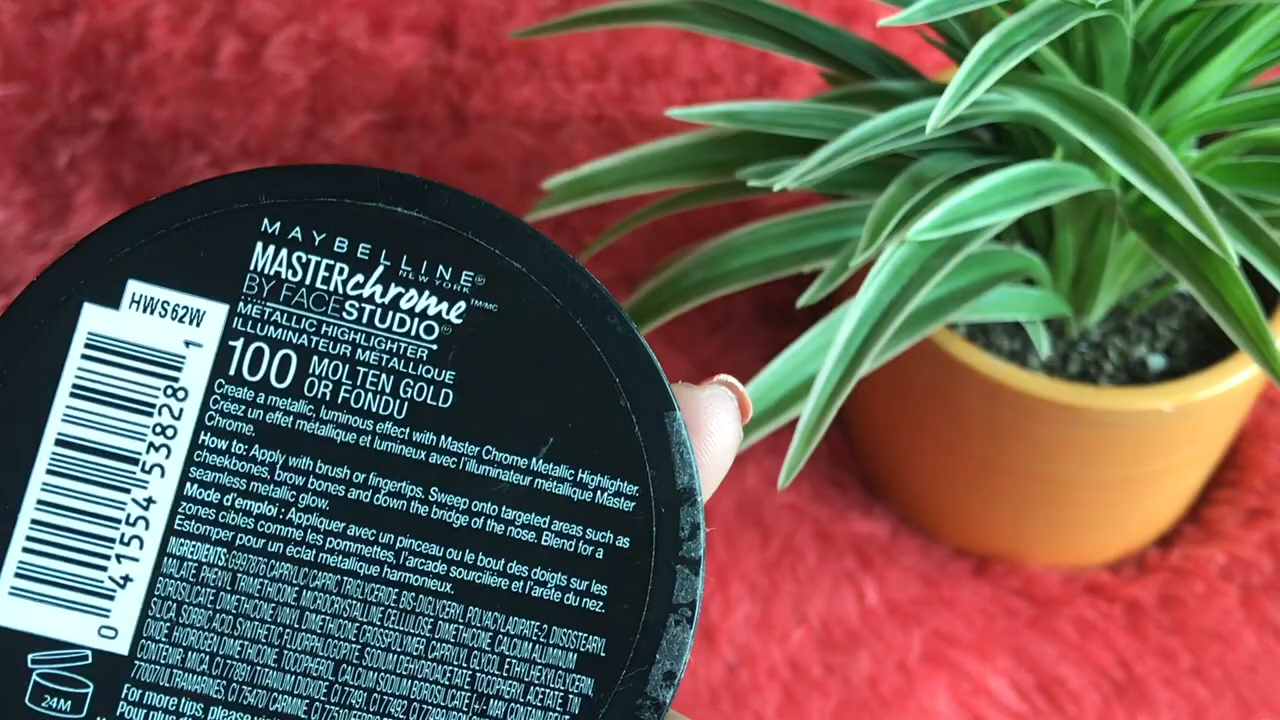 MAYBELLINE®
NEW YORK
MASTERchrome™/MC
BY FACESTUDIO®
METALLIC HIGHLIGHTER
ILLUMINATEUR MÉTALLIQUE
100 MOLTEN GOLD
OR FONDU
Create a metallic, luminous effect with Master Chrome Metallic Highlighter.
Créez un effet métallique et lumineux avec l'illuminateur métallique Master
Chrome.
How to: Apply with brush or fingertips. Sweep onto targeted areas such as
cheekbones, brow bones and down the bridge of the nose. Blend for a
seamless metallic glow.
Mode d'emploi : Appliquer avec un pinceau ou le bout des doigts sur les
zones cibles comme les pommettes, l'arcade sourcilière et l'arête du nez.
Estomper pour un éclat métallique harmonieux.
INGREDIENTS: G997876 CAPRYLIC/CAPRIC TRIGLYCERIDE, BIS-DIGLYCERYL POLYACYLADIPATE-2, DIISOSTEARYL
MALATE, PHENYL TRIMETHICONE, MICROCRYSTALLINE CELLULOSE, DIMETHICONE, CALCIUM ALUMINUM
BOROSILICATE, DIMETHICONE/VINYL DIMETHICONE CROSSPOLYMER, CAPRYLYL GLYCOL, ETHYLHEXYLGLYCERIN,
SILICA, SORBIC ACID, SYNTHETIC FLUORPHLOGOPITE, SODIUM DEHYDROACETATE, TOCOPHERYL ACETATE, TIN
OXIDE, HYDROGEN DIMETHICONE, TOCOPHEROL, CALCIUM SODIUM BOROSILICATE [+/- MAY CONTAIN/PEUT
CONTENIR: MICA, CI 77891 / TITANIUM DIOXIDE, CI 77491, CI 77492, CI 77499/
77007/ULTRAMARINES, CI 75470/ CARMINE, CI 77510/
For more tips, please
Pour plus
HWS62W
0 41554 53828 1
24M